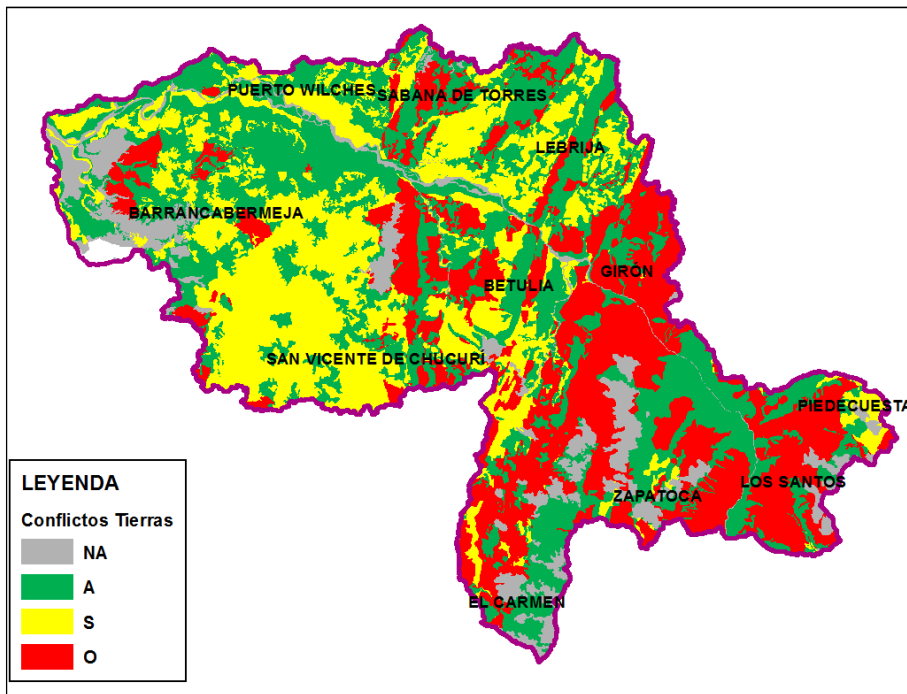 PUERTO WILCHES
SABANA DE TORRES
LEBRIJA
BARRANCABERMEJA
GIRÓN
BETULIA
SAN VICENTE DE CHUCURÍ
PIEDECUESTA
LOS SANTOS
ZAPATOCA
EL CARMEN
LEYENDA
Conflictos Tierras
NA
A
S
O